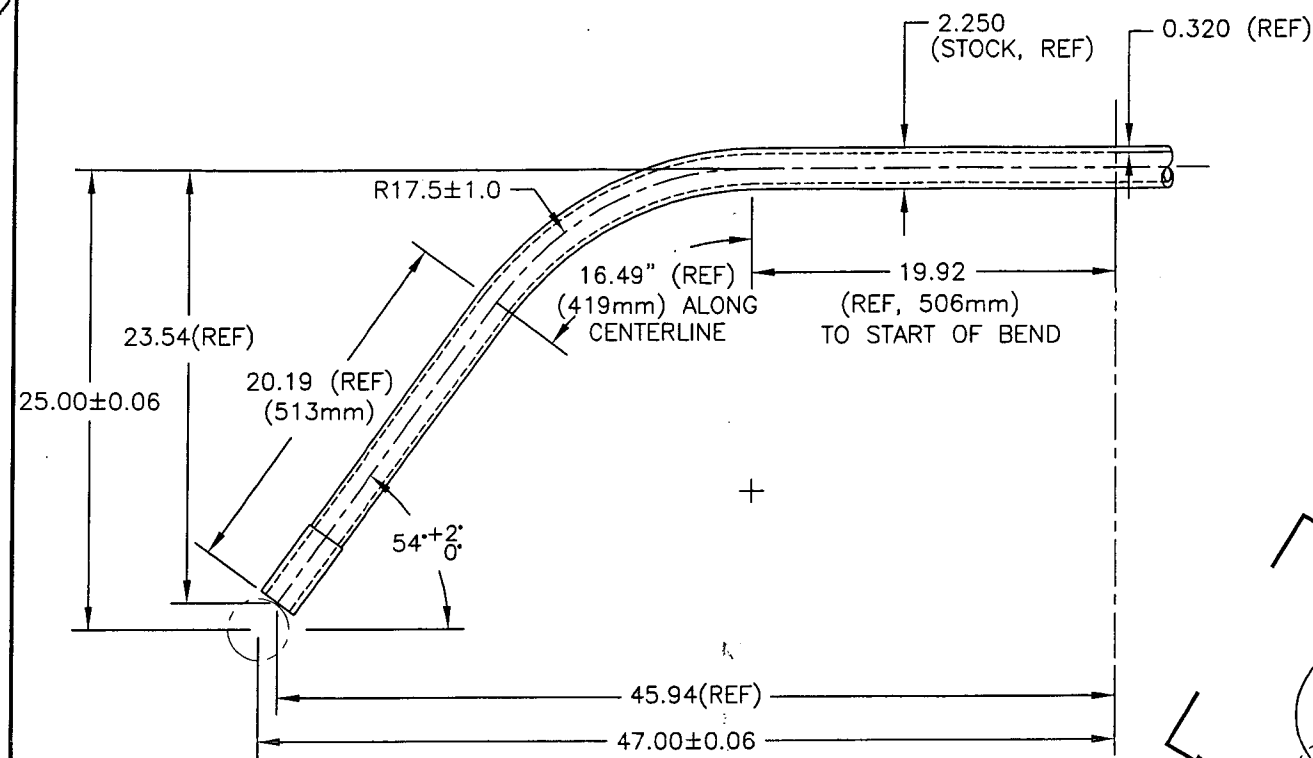 2.250
(STOCK, REF)
0.320 (REF)
R17.5±1.0
16.49" (REF)
(419mm) ALONG
CENTERLINE
19.92
(REF, 506mm)
TO START OF BEND
23.54(REF)
20.19 (REF)
(513mm)
25.00±0.06
54°+2°
0°
45.94(REF)
47.00±0.06